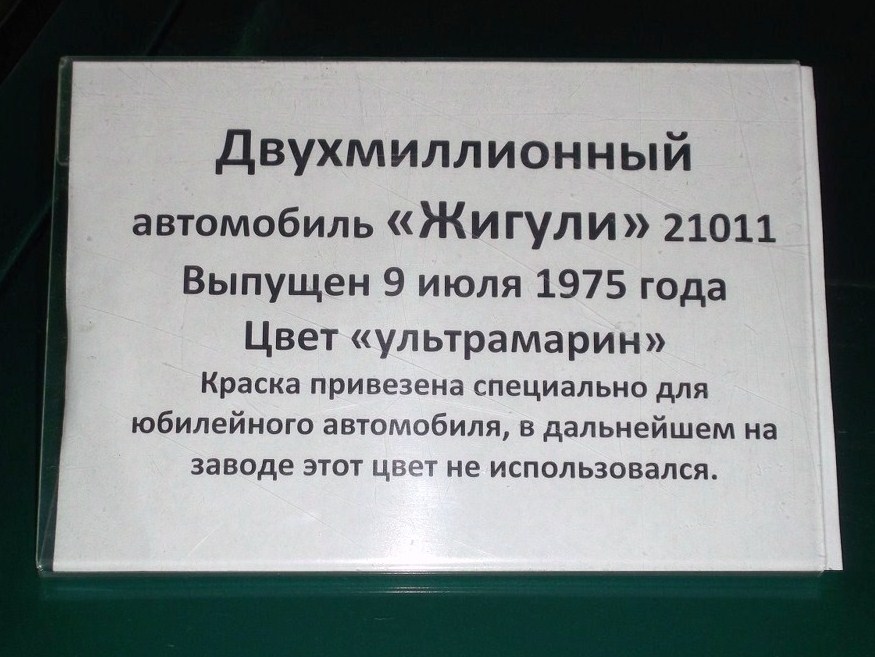 Двухмиллионный
автомобиль «Жигули» 21011
Выпущен 9 июля 1975 года
Цвет «ультрамарин»
Краска привезена специально для
юбилейного автомобиля, в дальнейшем на
заводе этот цвет не использовался.